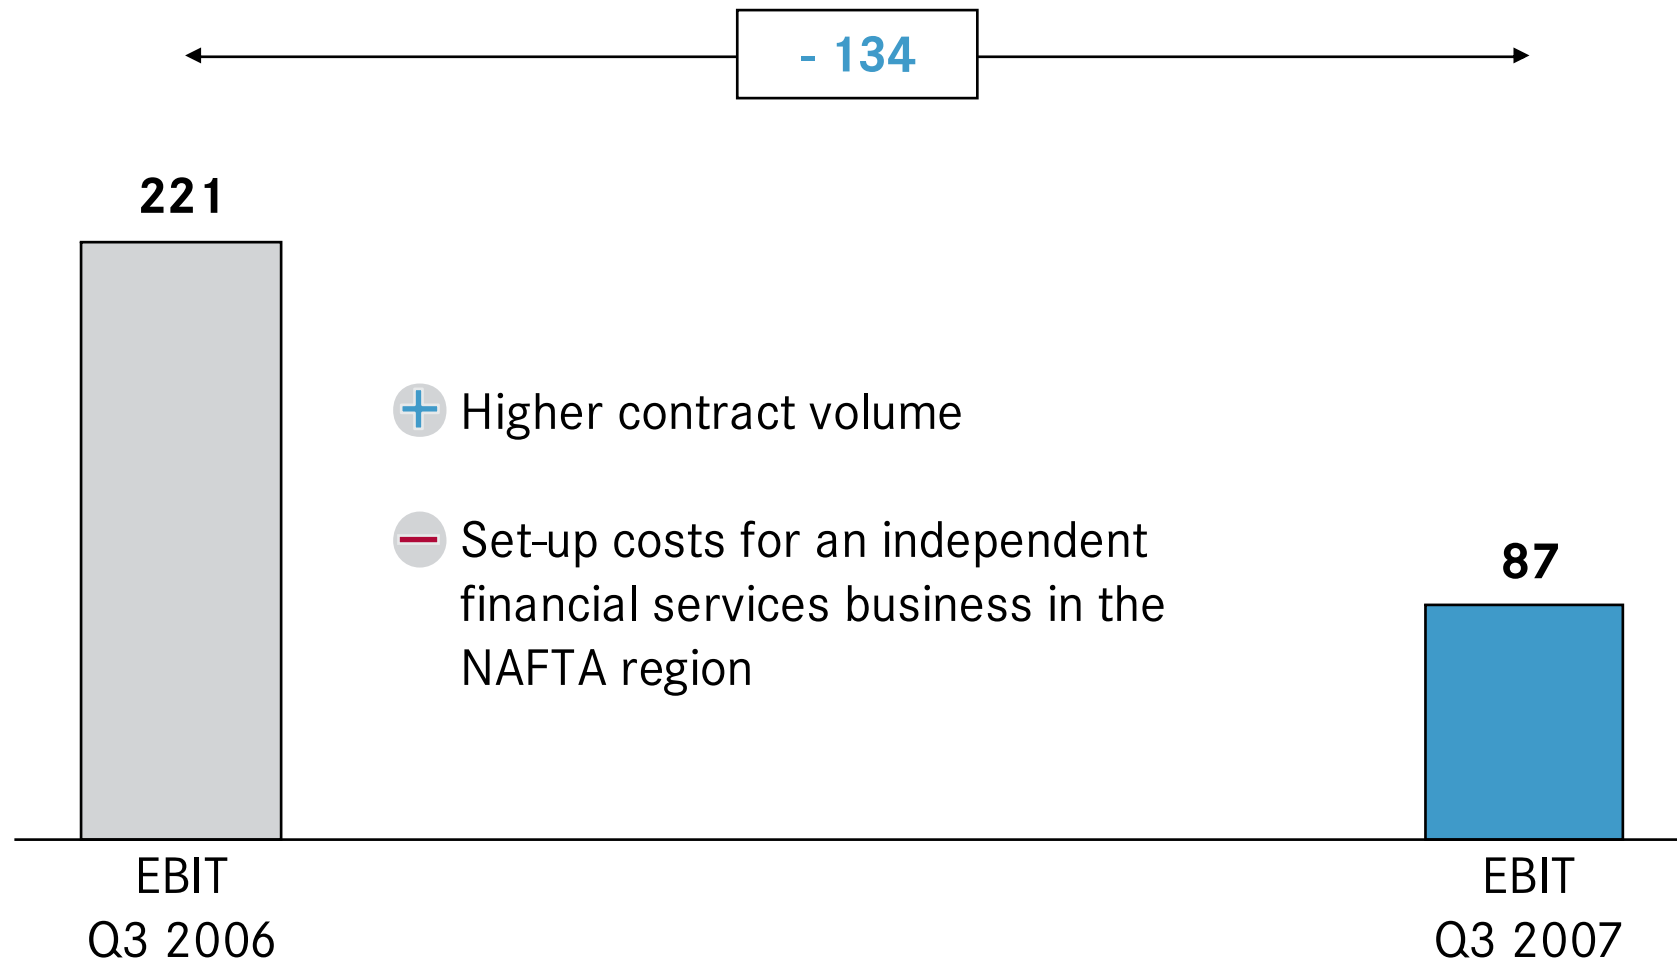 - 134
221
Higher contract volume
Set-up costs for an independent
financial services business in the
NAFTA region
87
EBIT
Q3 2006
EBIT
Q3 2007